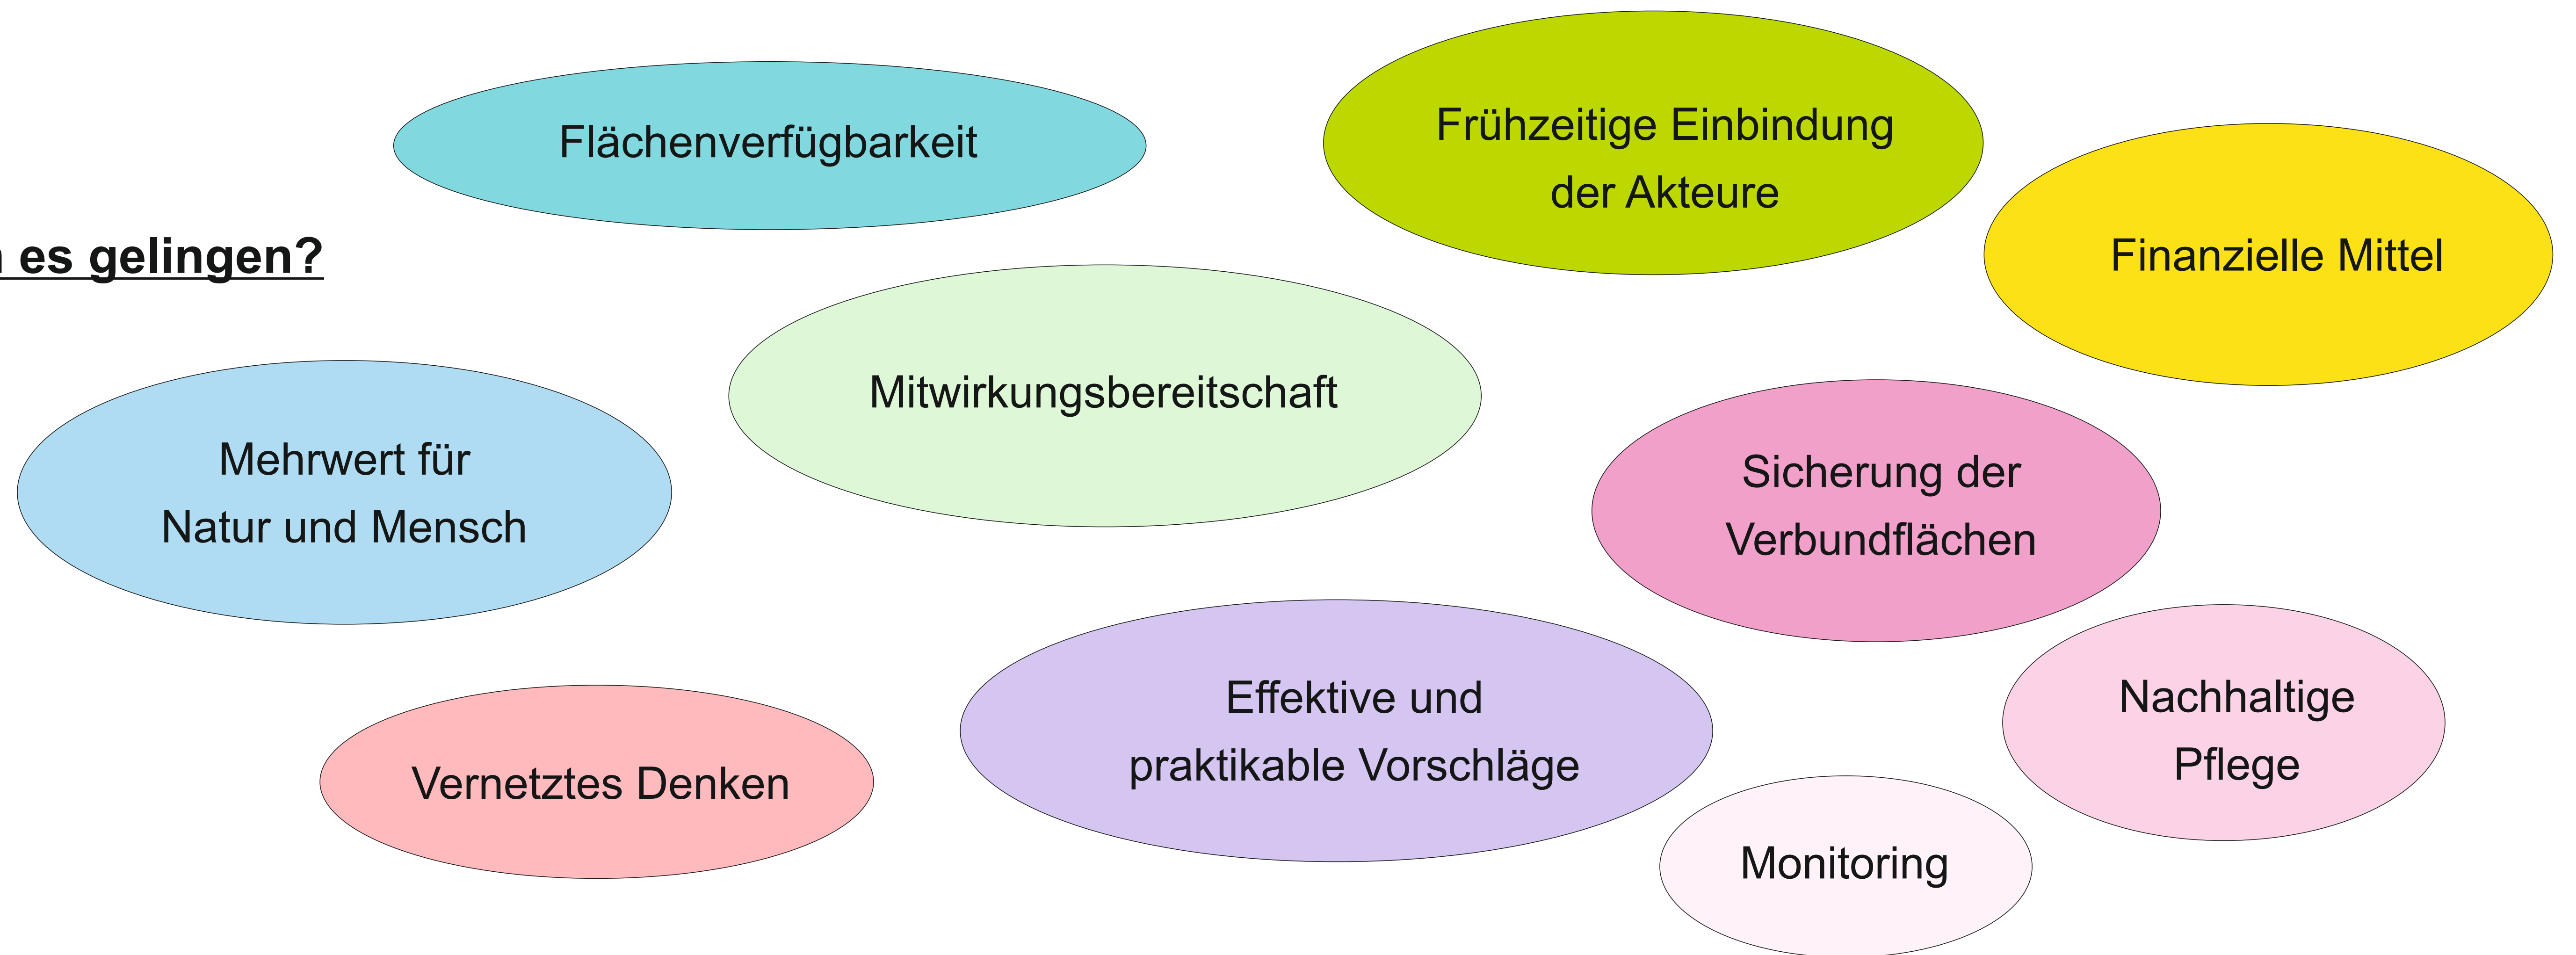 Flächenverfügbarkeit
Frühzeitige Einbindung
der Akteure
es gelingen?
Finanzielle Mittel
Mitwirkungsbereitschaft
Mehrwert für
Natur und Mensch
Sicherung der
Verbundflächen
Effektive und
praktikable Vorschläge
Nachhaltige
Pflege
Vernetztes Denken
Monitoring